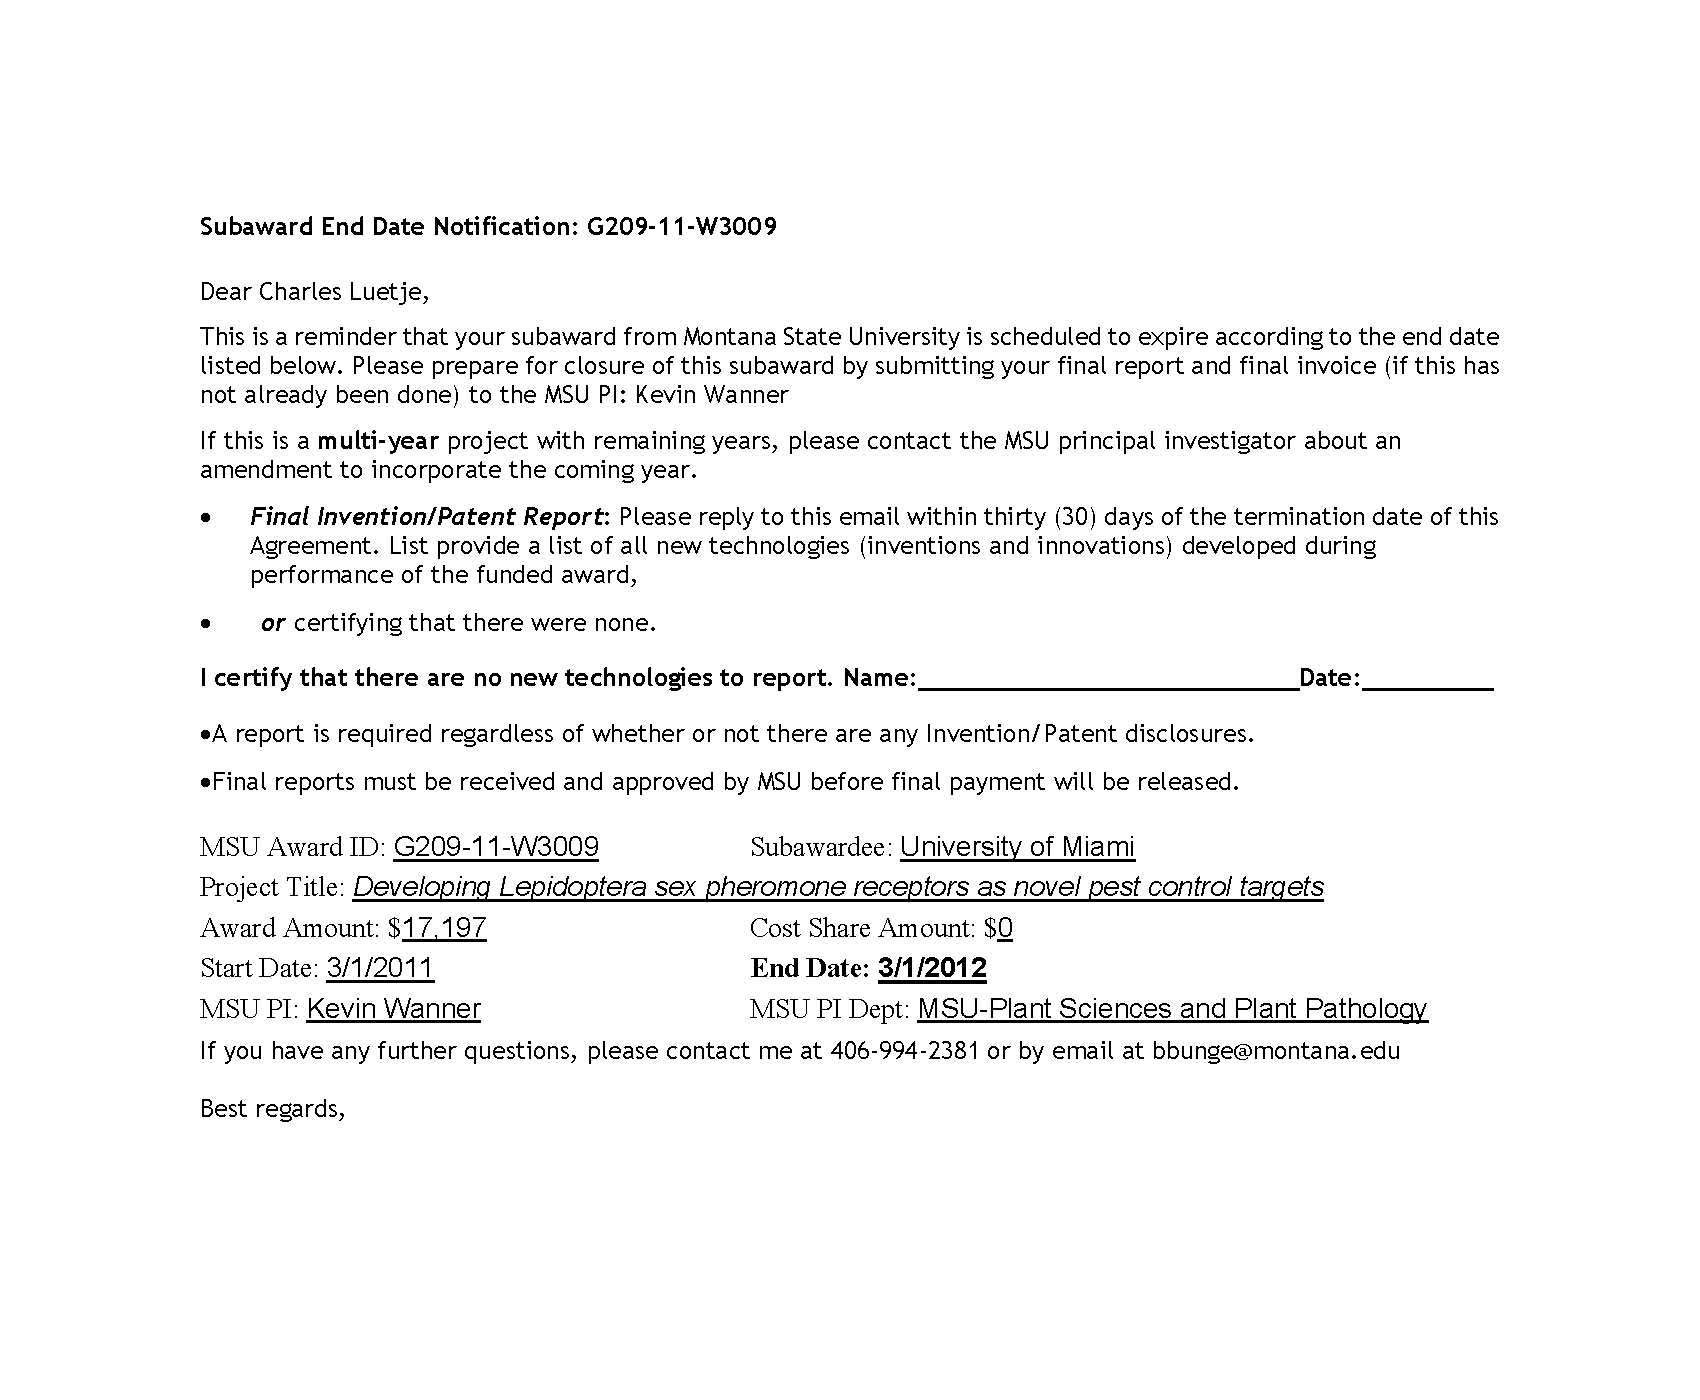 Subaward End Date Notification: G209-11-W3009
Dear Charles Luetje,
This is a reminder that your subaward from Montana State University is scheduled to expire according to the end date
listed below. Please prepare for closure of this subaward by submitting your final report and final invoice (if this has
not already been done) to the MSU PI: Kevin Wanner
If this is a multi-year project with remaining years, please contact the MSU principal investigator about an
amendment to incorporate the coming year.
• Final Invention/Patent Report: Please reply to this email within thirty (30) days of the termination date of this
Agreement. List provide a list of all new technologies (inventions and innovations) developed during
performance of the funded award,
• or certifying that there were none.
I certify that there are no new technologies to report. Name:____________________________Date:__________
•A report is required regardless of whether or not there are any Invention/Patent disclosures.
•Final reports must be received and approved by MSU before final payment will be released.
MSU Award ID: G209-11-W3009 Subawardee: University of Miami
Project Title: Developing Lepidoptera sex pheromone receptors as novel pest control targets
Award Amount: $17,197 Cost Share Amount: $0
Start Date: 3/1/2011 End Date: 3/1/2012
MSU PI: Kevin Wanner MSU PI Dept: MSU-Plant Sciences and Plant Pathology
If you have any further questions, please contact me at 406-994-2381 or by email at bbunge@montana.edu
Best regards,